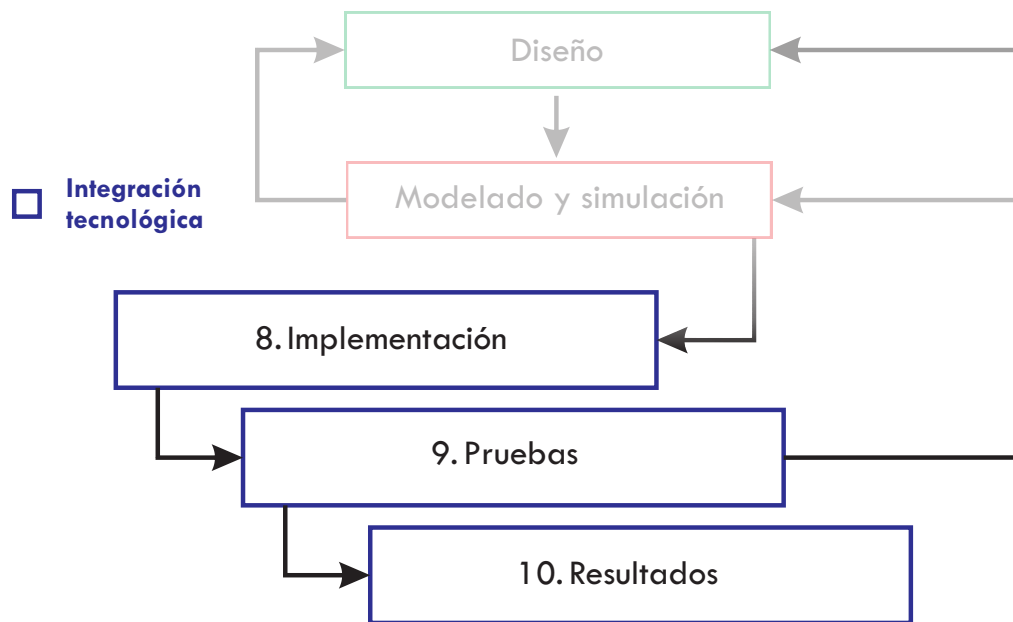 Diseño
Modelado y simulación
Integración
tecnológica
8. Implementación
9. Pruebas
10. Resultados